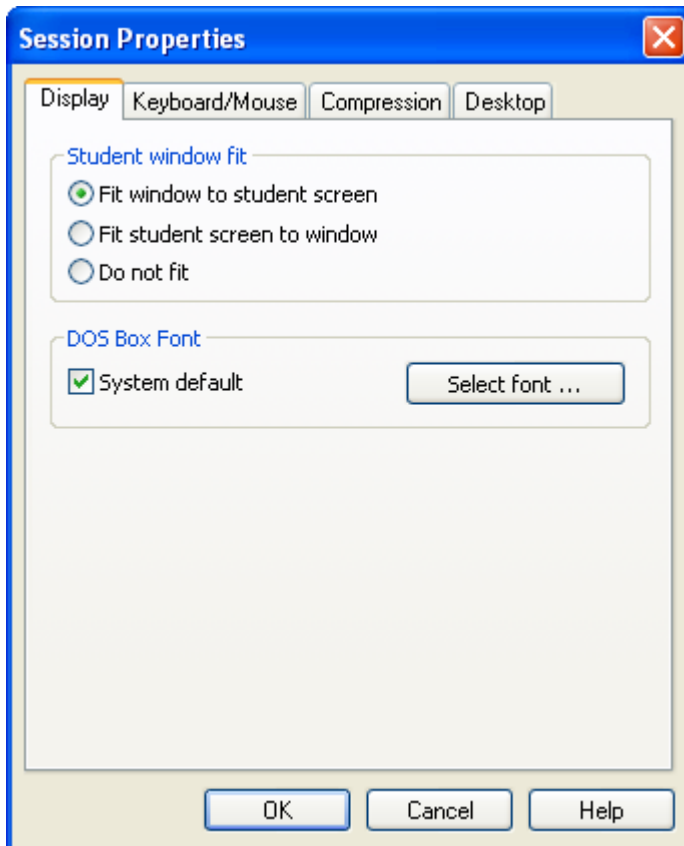 Session Properties
Display Keyboard/Mouse Compression Desktop
Student window fit
Fit window to student screen
Fit student screen to window
Do not fit
DOS Box Font
System default Select font ...
OK Cancel Help